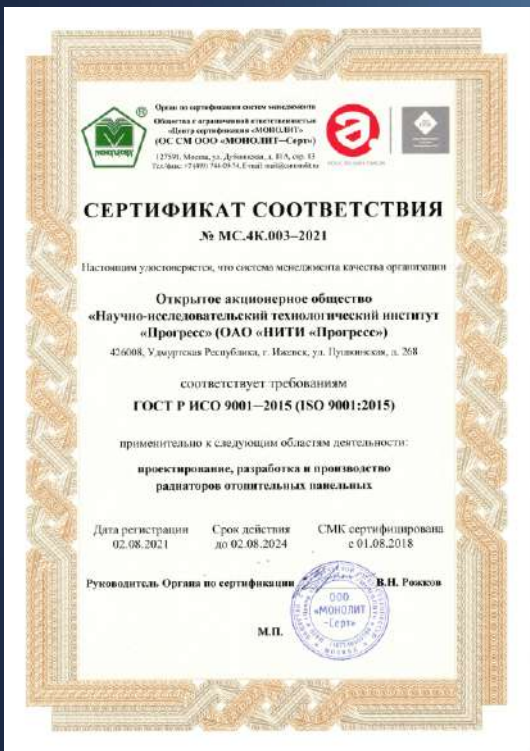 Орган по сертификации систем менеджмента
Общества с ограниченной ответственностью
«Центр сертификации «МОНОЛИТ»
(ОС СМ ООО «МОНОЛИТ–Серт»)
127591, Москва, ул. Дубнинская, д.
СЕРТИФИКАТ СООТВЕТСТВИЯ
№ МС.4К.003–2021
Настоящим удостоверяется, что система менеджмента качества организации
Открытое акционерное общество
«Научно-исследовательский технологический институт
«Прогресс» (ОАО «НИТИ «Прогресс»)
426008, Удмуртская Республика, г. Ижевск, ул. Пушкинская, д. 268
соответствует требованиям
ГОСТ Р ИСО 9001–2015 (ISO 9001:2015)
применительно к следующим областям деятельности:
проектирование, разработка и производство
радиаторов отопительных панельных
Дата регистрации Срок действия СМК сертифицирована
02.08.2021 до 02.08.2024 с 01.08.2018
Руководитель Органа по сертификации В.Н. Рожков
ООО
«МОНОЛИТ
–Серт»
М.П.